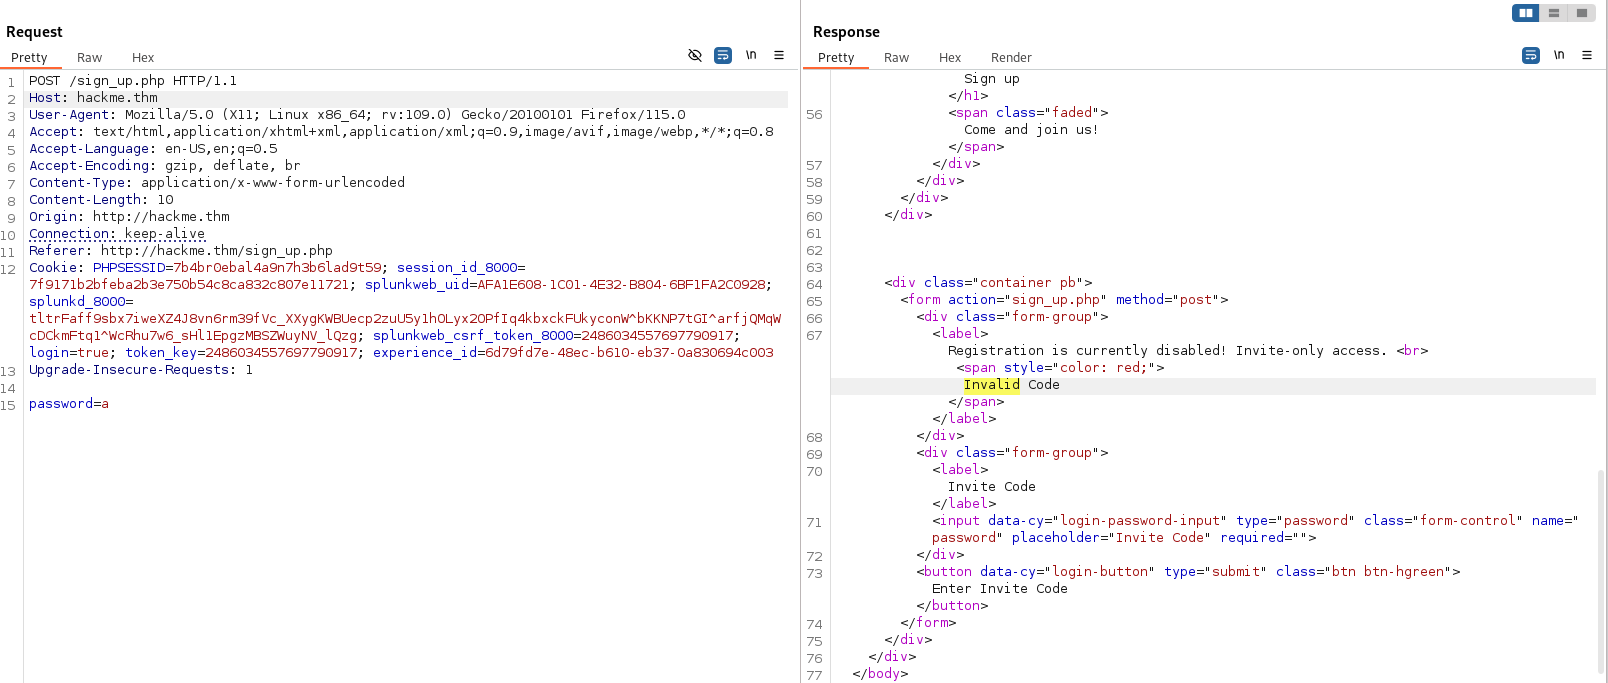 Request
Pretty Raw Hex \n
1 POST /sign_up.php HTTP/1.1
2 Host: hackme.thm
3 User-Agent: Mozilla/5.0 (X11; Linux x86_64; rv:109.0) Gecko/20100101 Firefox/115.0
4 Accept: text/html,application/xhtml+xml,application/xml;q=0.9,image/avif,image/webp,*/*;q=0.8
5 Accept-Language: en-US,en;q=0.5
6 Accept-Encoding: gzip, deflate, br
7 Content-Type: application/x-www-form-urlencoded
8 Content-Length: 10
9 Origin: http://hackme.thm
10 Connection: keep-alive
11 Referer: http://hackme.thm/sign_up.php
12 Cookie: PHPSESSID=7b4br0ebal4a9n7h3b6lad9t59; session_id_8000=
7f9171b2bfeba2b3e750b54c8ca832c807e11721; splunkweb_uid=AFA1E608-1C01-4E32-B804-6BF1FA2C0928;
splunkd_8000=
tltrFaff9sbx7iweXZ4J8vn6rm39fVc_XXygKWBUecp2zuU5y1hOLyx2OPfIq4kbxckFUkyconW^bKKNP7tGI^arfjQMqW
cDCkmFtq1^WcRhu7w6_sHl1EpgzMBSZWuyNV_lQzg; splunkweb_csrf_token_8000=2486034557697790917;
login=true; token_key=2486034557697790917; experience_id=6d79fd7e-48ec-b610-eb37-0a830694c003
13 Upgrade-Insecure-Requests: 1
14
15 password=a
Response
Pretty Raw Hex Render \n
Sign up
</h1>
56 <span class="faded">
Come and join us!
</span>
57 </div>
58 </div>
59 </div>
60 </div>
61
62
63
64 <div class="container pb">
65 <form action="sign_up.php" method="post">
66 <div class="form-group">
67 <label>
Registration is currently disabled! Invite-only access. <br>
<span style="color: red;">
Invalid Code
</span>
</label>
68 </div>
69 <div class="form-group">
70 <label>
Invite Code
</label>
71 <input data-cy="login-password-input" type="password" class="form-control" name="
password" placeholder="Invite Code" required="">
72 </div>
73 <button data-cy="login-button" type="submit" class="btn btn-hgreen">
Enter Invite Code
</button>
74 </form>
75 </div>
76 </div>
77 </body>